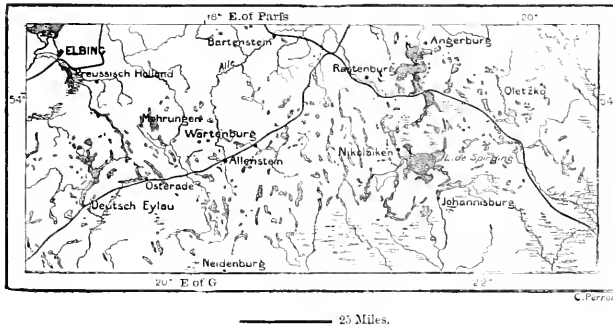 18° E. of Paris 20°
Bartenstein
Angerburg
ELBING
Alle
Rastenburg
Preussisch Holland
54° 54°
Oletzko
Mohrungen
Wartenburg
Nikolaiken
L. de Spirding
Allenstein
Osterade
Johannisburg
Deutsch Eylau
Neidenburg
20° E of G 22°
C. Perron
25 Miles.